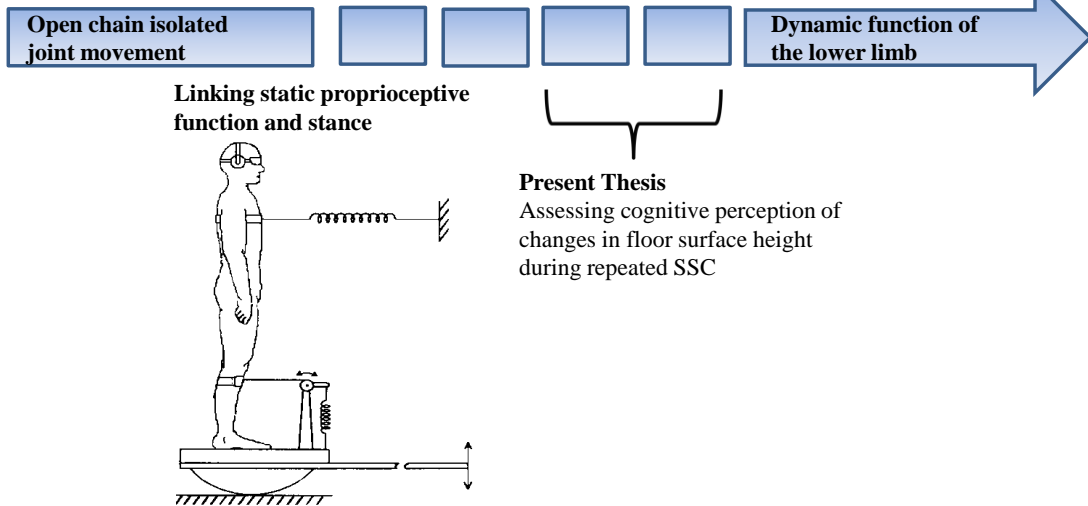 Open chain isolated
joint movement
Dynamic function of
the lower limb
Linking static proprioceptive
function and stance
Present Thesis
Assessing cognitive perception of
changes in floor surface height
during repeated SSC